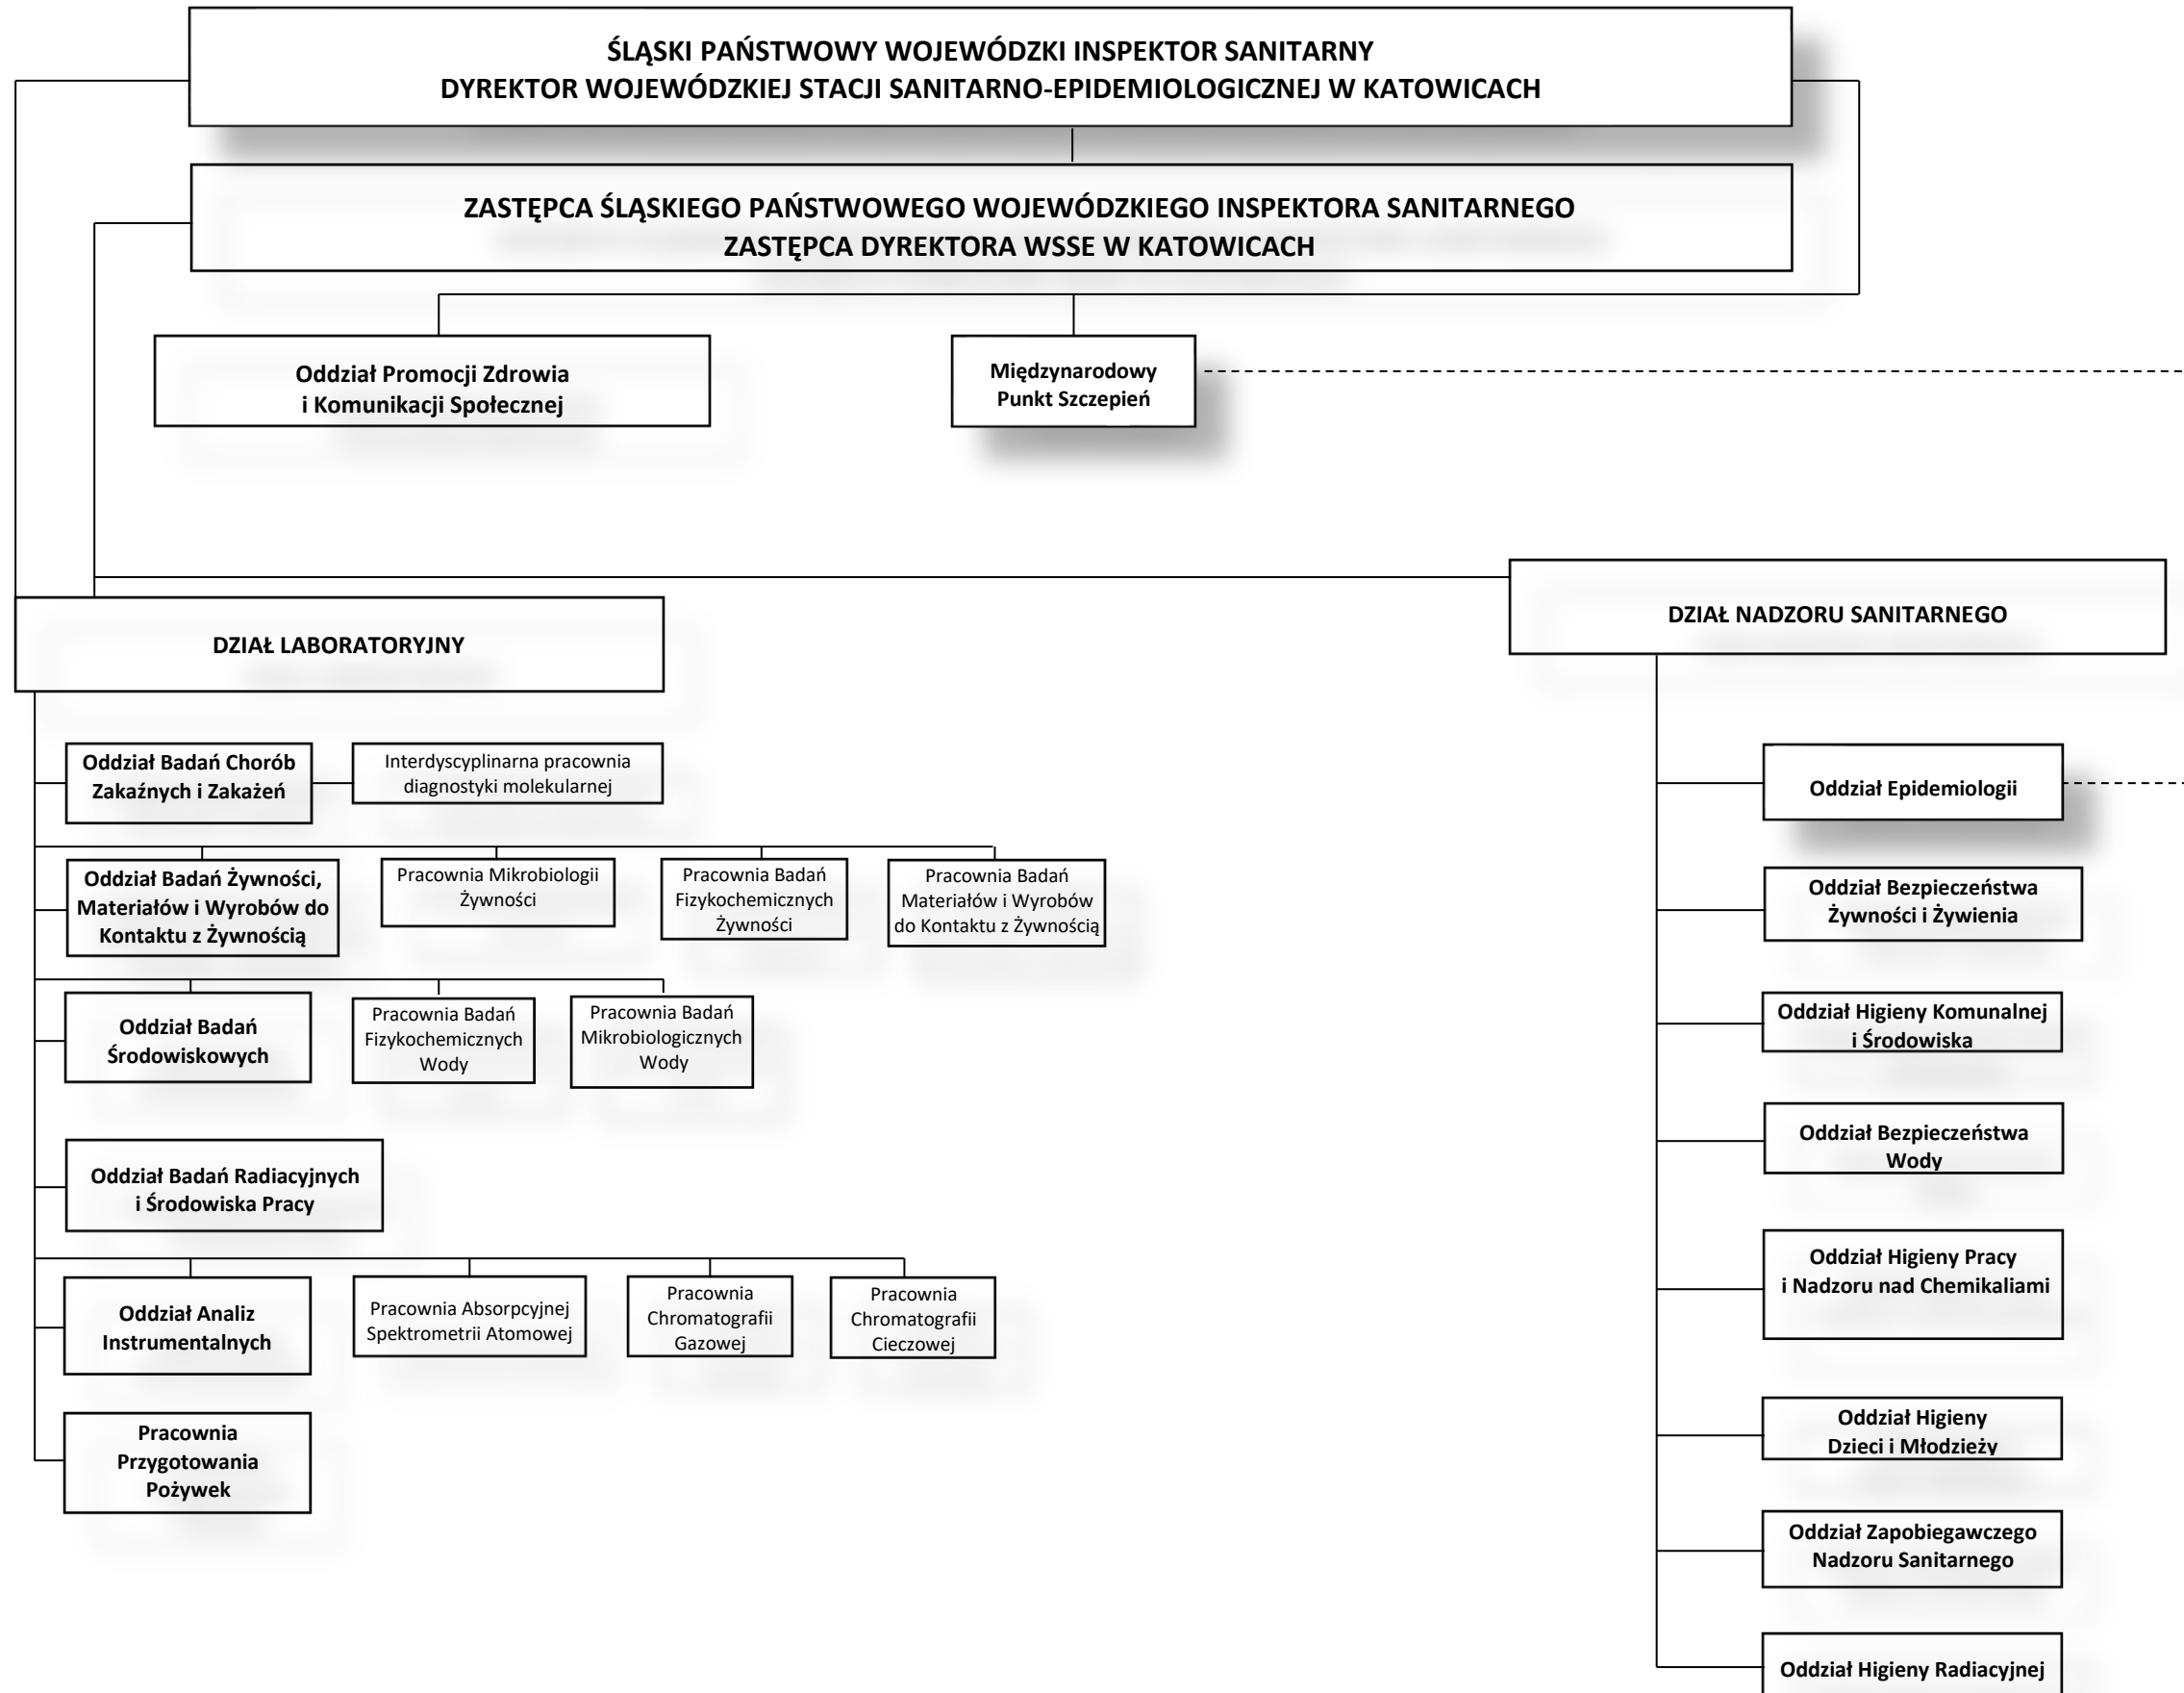 ŚLĄSKI PAŃSTWOWY WOJEWÓDZKI INSPEKTOR SANITARNY
DYREKTOR WOJEWÓDZKIEJ STACJI SANITARNO-EPIDEMIOLOGICZNEJ W KATOWICACH
ZASTĘPCA ŚLĄSKIEGO PAŃSTWOWEGO WOJEWÓDZKIEGO INSPEKTORA SANITARNEGO
ZASTĘPCA DYREKTORA WSSE W KATOWICACH
Oddział Promocji Zdrowia
i Komunikacji Społecznej
Międzynarodowy
Punkt Szczepień
DZIAŁ LABORATORYJNY
Oddział Badań Chorób
Zakaźnych i Zakażeń
Interdyscyplinarna pracownia
diagnostyki molekularnej
Oddział Badań Żywności,
Materiałów i Wyrobów do
Kontaktu z Żywnością
Pracownia Mikrobiologii
Żywności
Pracownia Badań
Fizykochemicznych
Żywności
Pracownia Badań
Materiałów i Wyrobów
do Kontaktu z Żywnością
Oddział Badań
Środowiskowych
Pracownia Badań
Fizykochemicznych
Wody
Pracownia Badań
Mikrobiologicznych
Wody
Oddział Badań Radiacyjnych
i Środowiska Pracy
Oddział Analiz
Instrumentalnych
Pracownia Absorpcyjnej
Spektrometrii Atomowej
Pracownia
Chromatografii
Gazowej
Pracownia
Chromatografii
Cieczowej
Pracownia
Przygotowania
Pożywek
DZIAŁ NADZORU SANITARNEGO
Oddział Epidemiologii
Oddział Bezpieczeństwa
Żywności i Żywienia
Oddział Higieny Komunalnej
i Środowiska
Oddział Bezpieczeństwa
Wody
Oddział Higieny Pracy
i Nadzoru nad Chemikaliami
Oddział Higieny
Dzieci i Młodzieży
Oddział Zapobiegawczego
Nadzoru Sanitarnego
Oddział Higieny Radiacyjnej